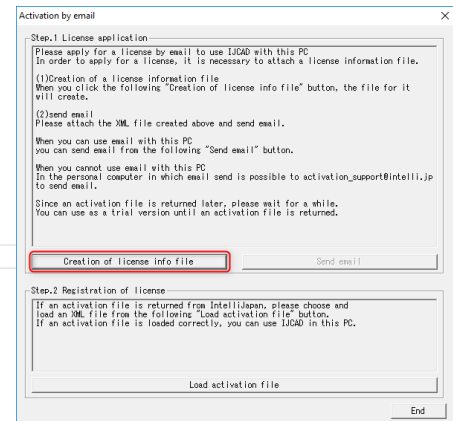 Activation by email
Step.1 License application
Please apply for a license by email to use IJCAD with this PC
In order to apply for a license, it is necessary to attach a license information file.
(1)Creation of a license information file
When you click the following "Creation of license info file" button, the file for it
will create.
(2)send email
Please attach the XML file created above and send email.
When you can use email with this PC
you can send email from the following "Send email" button.
When you cannot use email with this PC
In the personal computer in which email send is possible to activation_support@intelli.jp
to send email.
Since an activation file is returned later, please wait for a while.
You can use as a trial version until an activation file is returned.
Creation of license info file
Send email
Step.2 Registration of license
If an activation file is returned from IntelliJapan, please choose and
load an XML file from the following "Load activation file" button.
If an activation file is loaded correctly, you can use IJCAD in this PC.
Load activation file
End